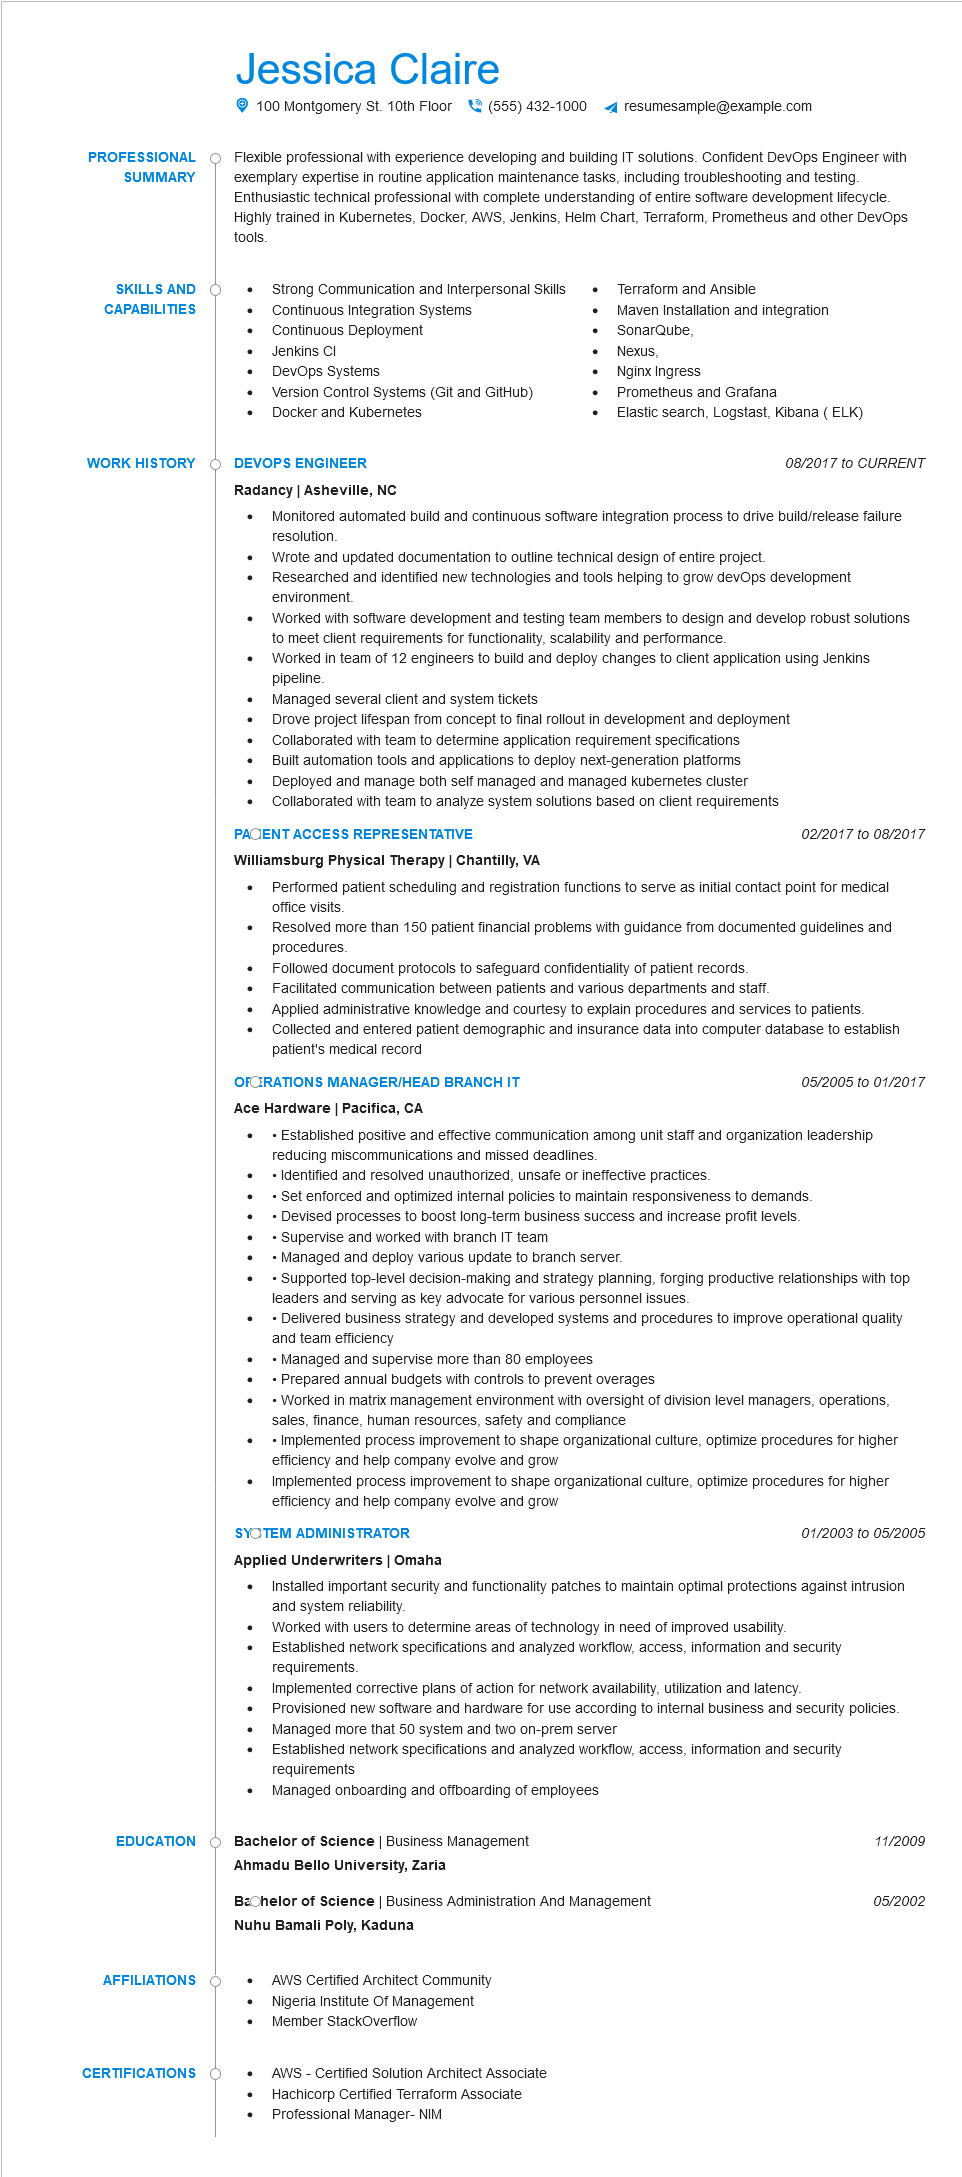 Jessica Claire
100 Montgomery St. 10th Floor (555) 432-1000 resumesample@example.com
PROFESSIONAL SUMMARY
Flexible professional with experience developing and building IT solutions. Confident DevOps Engineer with
exemplary expertise in routine application maintenance tasks, including troubleshooting and testing.
Enthusiastic technical professional with complete understanding of entire software development lifecycle.
Highly trained in Kubernetes, Docker, AWS, Jenkins, Helm Chart, Terraform, Prometheus and other DevOps
tools.
SKILLS AND CAPABILITIES
• Strong Communication and Interpersonal Skills
• Continuous Integration Systems
• Continuous Deployment
• Jenkins CI
• DevOps Systems
• Version Control Systems (Git and GitHub)
• Docker and Kubernetes
• Terraform and Ansible
• Maven Installation and integration
• SonarQube,
• Nexus,
• Nginx Ingress
• Prometheus and Grafana
• Elastic search, Logstast, Kibana ( ELK)
WORK HISTORY
DEVOPS ENGINEER 08/2017 to CURRENT
Radancy | Asheville, NC
• Monitored automated build and continuous software integration process to drive build/release failure
resolution.
• Wrote and updated documentation to outline technical design of entire project.
• Researched and identified new technologies and tools helping to grow devOps development
environment.
• Worked with software development and testing team members to design and develop robust solutions
to meet client requirements for functionality, scalability and performance.
• Worked in team of 12 engineers to build and deploy changes to client application using Jenkins
pipeline.
• Managed several client and system tickets
• Drove project lifespan from concept to final rollout in development and deployment
• Collaborated with team to determine application requirement specifications
• Built automation tools and applications to deploy next-generation platforms
• Deployed and manage both self managed and managed kubernetes cluster
• Collaborated with team to analyze system solutions based on client requirements
PATIENT ACCESS REPRESENTATIVE 02/2017 to 08/2017
Williamsburg Physical Therapy | Chantilly, VA
• Performed patient scheduling and registration functions to serve as initial contact point for medical
office visits.
• Resolved more than 150 patient financial problems with guidance from documented guidelines and
procedures.
• Followed document protocols to safeguard confidentiality of patient records.
• Facilitated communication between patients and various departments and staff.
• Applied administrative knowledge and courtesy to explain procedures and services to patients.
• Collected and entered patient demographic and insurance data into computer database to establish
patient's medical record
OPERATIONS MANAGER/HEAD BRANCH IT 05/2005 to 01/2017
Ace Hardware | Pacifica, CA
• • Established positive and effective communication among unit staff and organization leadership
reducing miscommunications and missed deadlines.
• • Identified and resolved unauthorized, unsafe or ineffective practices.
• • Set enforced and optimized internal policies to maintain responsiveness to demands.
• • Devised processes to boost long-term business success and increase profit levels.
• • Supervise and worked with branch IT team
• • Managed and deploy various update to branch server.
• • Supported top-level decision-making and strategy planning, forging productive relationships with top
leaders and serving as key advocate for various personnel issues.
• • Delivered business strategy and developed systems and procedures to improve operational quality
and team efficiency
• • Managed and supervise more than 80 employees
• • Prepared annual budgets with controls to prevent overages
• • Worked in matrix management environment with oversight of division level managers, operations,
sales, finance, human resources, safety and compliance
• • Implemented process improvement to shape organizational culture, optimize procedures for higher
efficiency and help company evolve and grow
• Implemented process improvement to shape organizational culture, optimize procedures for higher
efficiency and help company evolve and grow
SYSTEM ADMINISTRATOR 01/2003 to 05/2005
Applied Underwriters | Omaha
• Installed important security and functionality patches to maintain optimal protections against intrusion
and system reliability.
• Worked with users to determine areas of technology in need of improved usability.
• Established network specifications and analyzed workflow, access, information and security
requirements.
• Implemented corrective plans of action for network availability, utilization and latency.
• Provisioned new software and hardware for use according to internal business and security policies.
• Managed more that 50 system and two on-prem server
• Established network specifications and analyzed workflow, access, information and security
requirements
• Managed onboarding and offboarding of employees
EDUCATION
Bachelor of Science | Business Management 11/2009
Ahmadu Bello University, Zaria
Bachelor of Science | Business Administration And Management 05/2002
Nuhu Bamali Poly, Kaduna
AFFILIATIONS
• AWS Certified Architect Community
• Nigeria Institute Of Management
• Member StackOverflow
CERTIFICATIONS
• AWS - Certified Solution Architect Associate
• Hachicorp Certified Terraform Associate
• Professional Manager- NIM